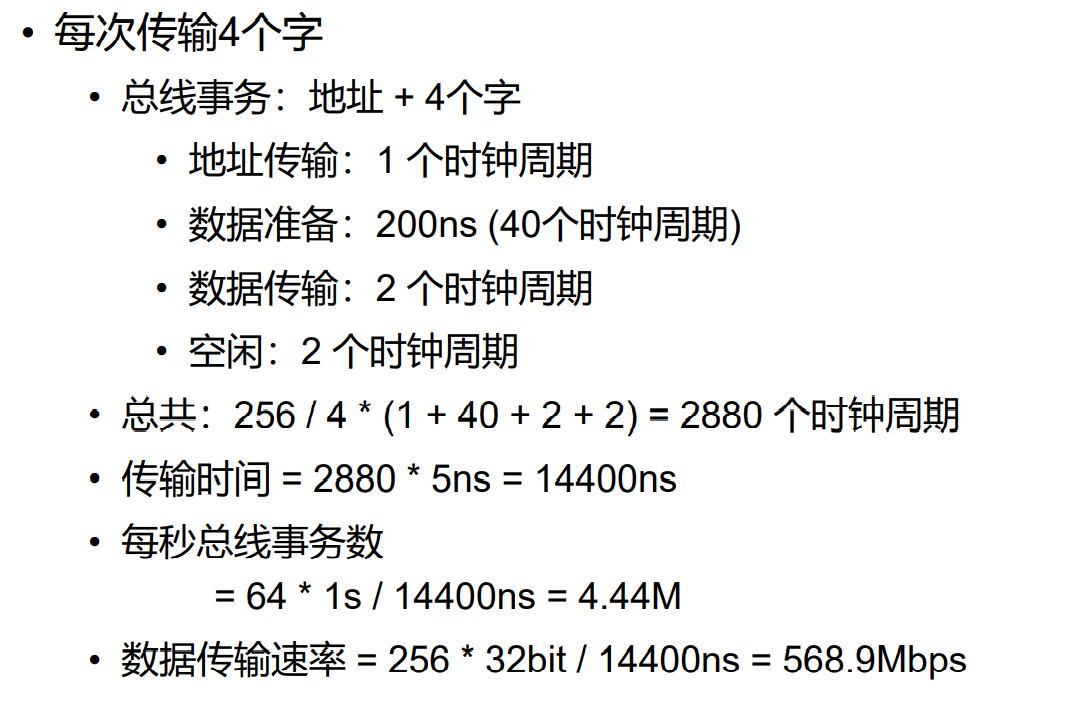 • 每次传输4个字
• 总线事务：地址 + 4个字
• 地址传输：1 个时钟周期
• 数据准备：200ns (40个时钟周期)
• 数据传输：2 个时钟周期
• 空闲：2 个时钟周期
• 总共：256 / 4 * (1 + 40 + 2 + 2) = 2880 个时钟周期
• 传输时间 = 2880 * 5ns = 14400ns
• 每秒总线事务数
= 64 * 1s / 14400ns = 4.44M
• 数据传输速率 = 256 * 32bit / 14400ns = 568.9Mbps